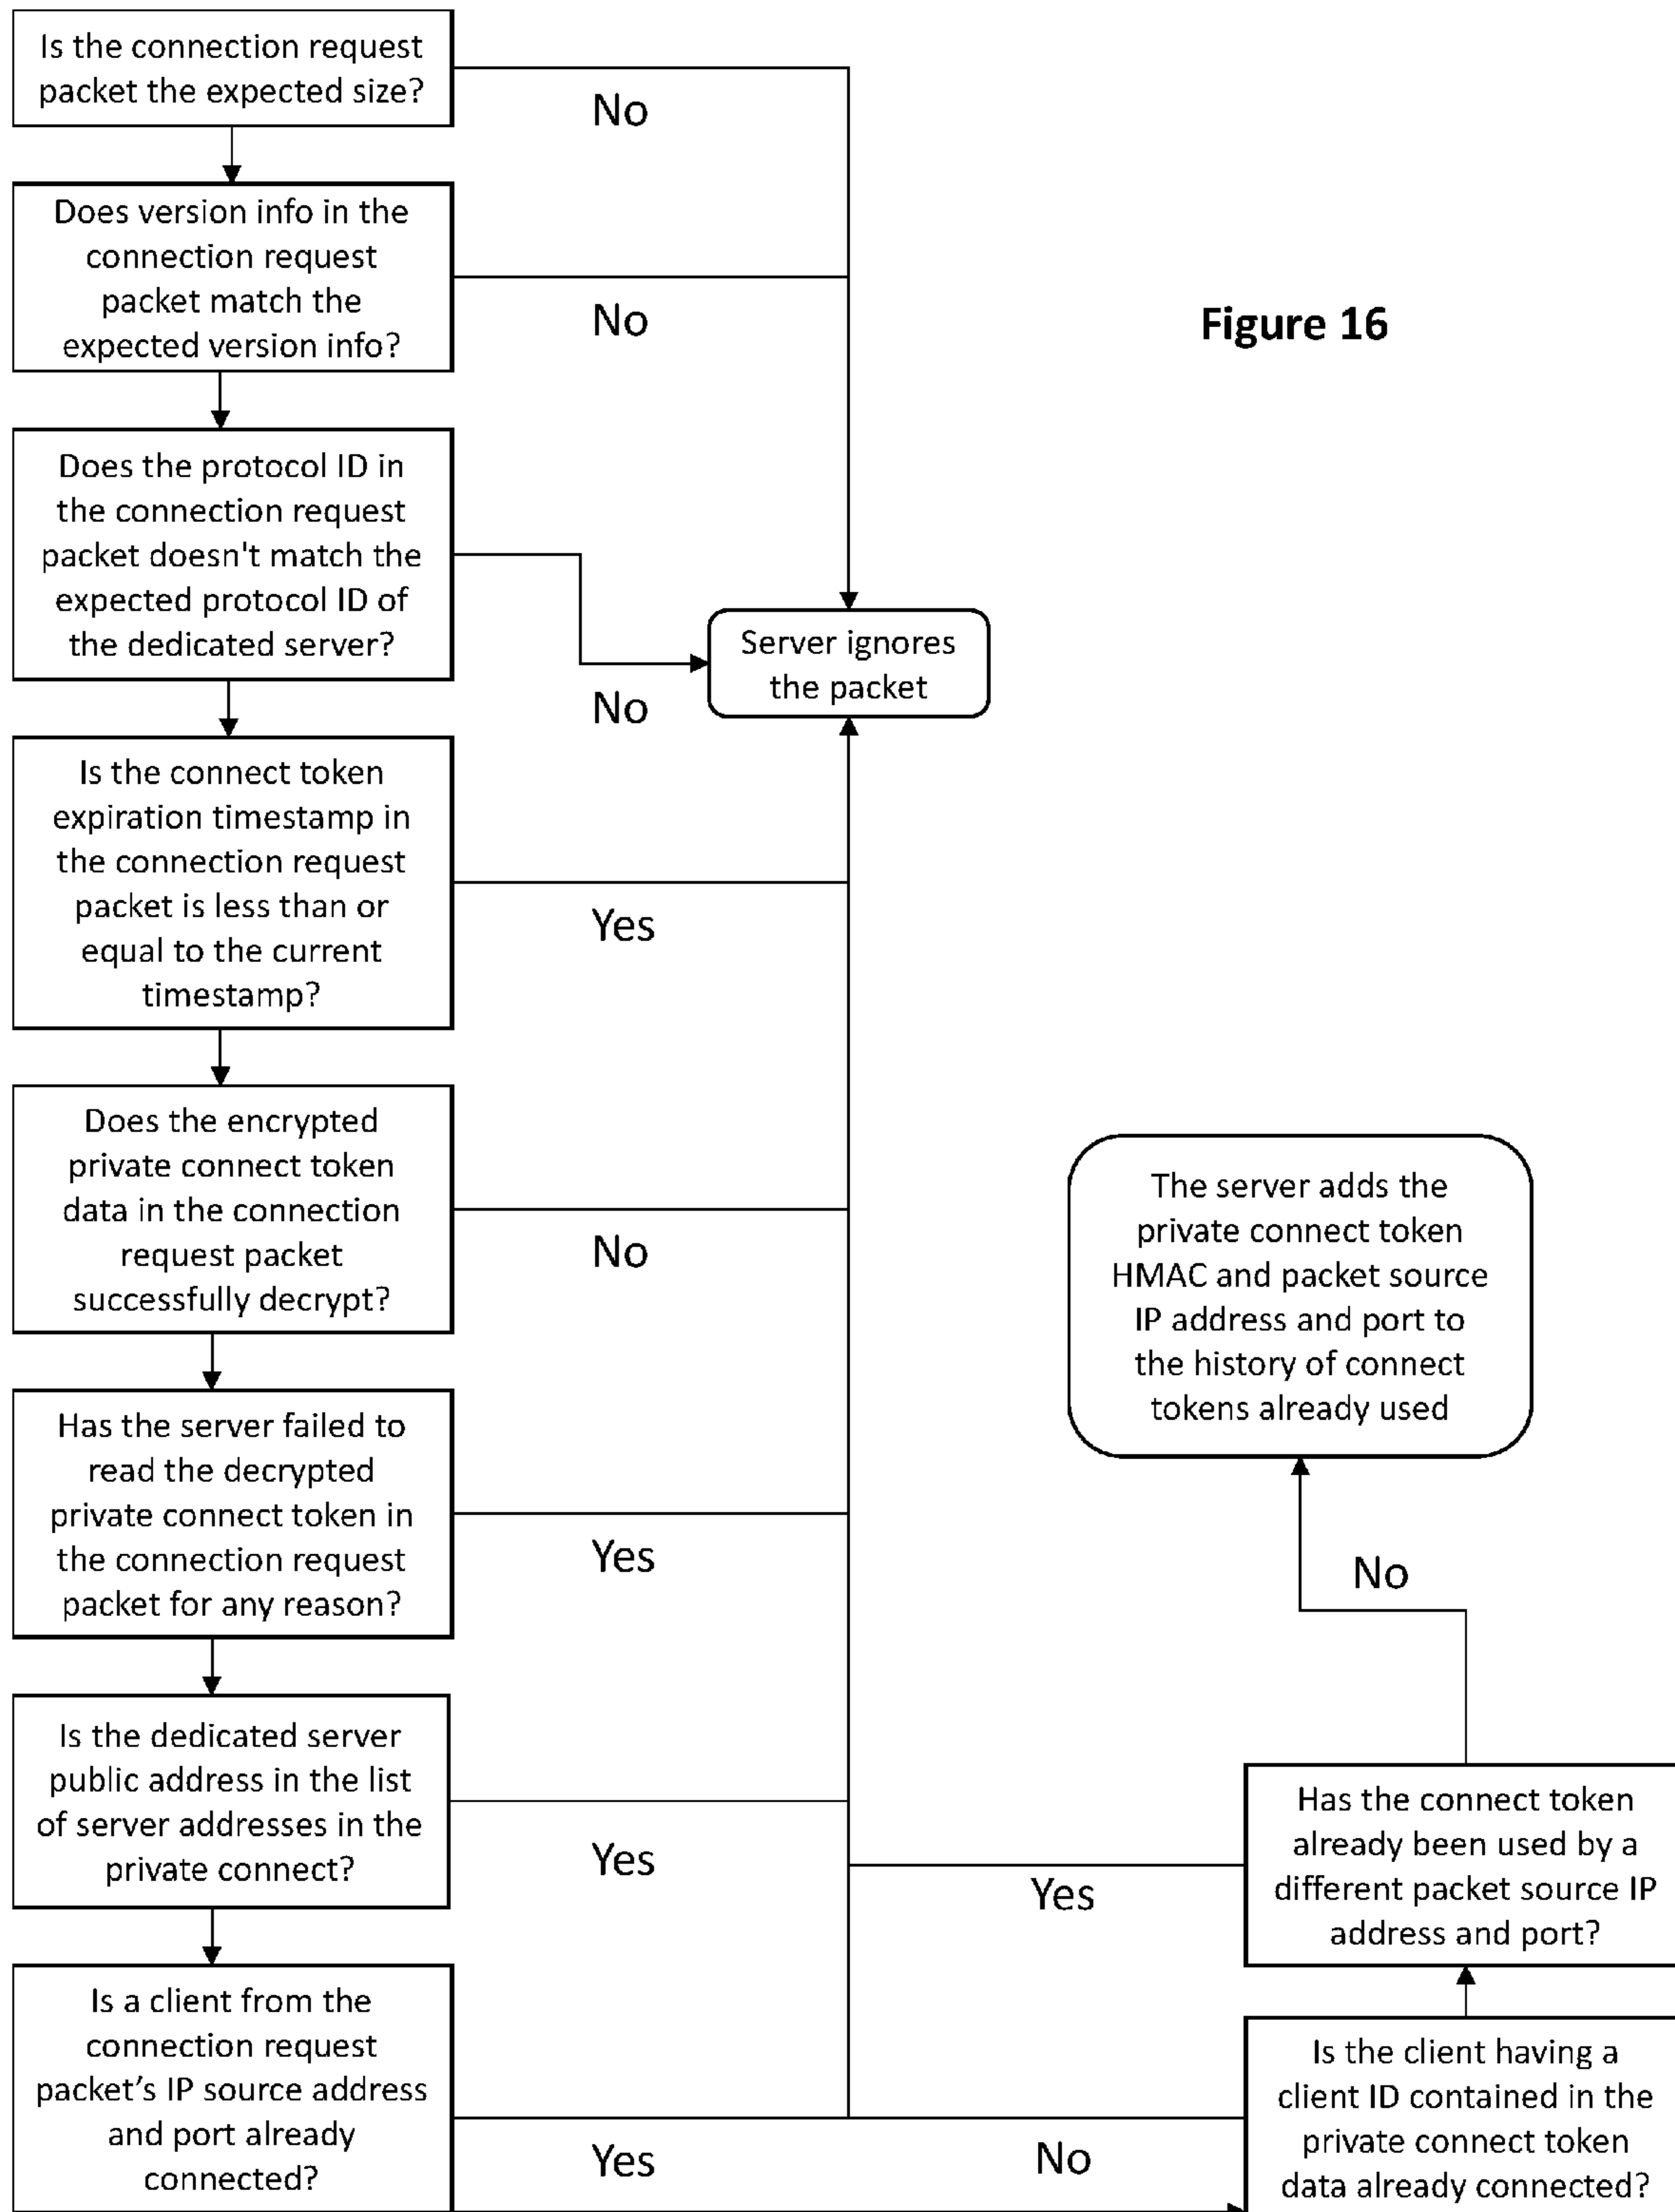 Is the connection request
packet the expected size?
No
Does version info in the
connection request
packet match the
expected version info?
No
Figure 16
Does the protocol ID in
the connection request
packet doesn't match the
expected protocol ID of
the dedicated server?
No
Server ignores
the packet
Is the connect token
expiration timestamp in
the connection request
packet is less than or
equal to the current
timestamp?
Yes
Does the encrypted
private connect token
data in the connection
request packet
successfully decrypt?
No
The server adds the
private connect token
HMAC and packet source
IP address and port to
the history of connect
tokens already used
Has the server failed to
read the decrypted
private connect token in
the connection request
packet for any reason?
Yes
No
Is the dedicated server
public address in the list
of server addresses in the
private connect?
Yes
Has the connect token
already been used by a
different packet source IP
address and port?
Yes
Is a client from the
connection request
packet's IP source address
and port already
connected?
Yes
No
Is the client having a
client ID contained in the
private connect token
data already connected?